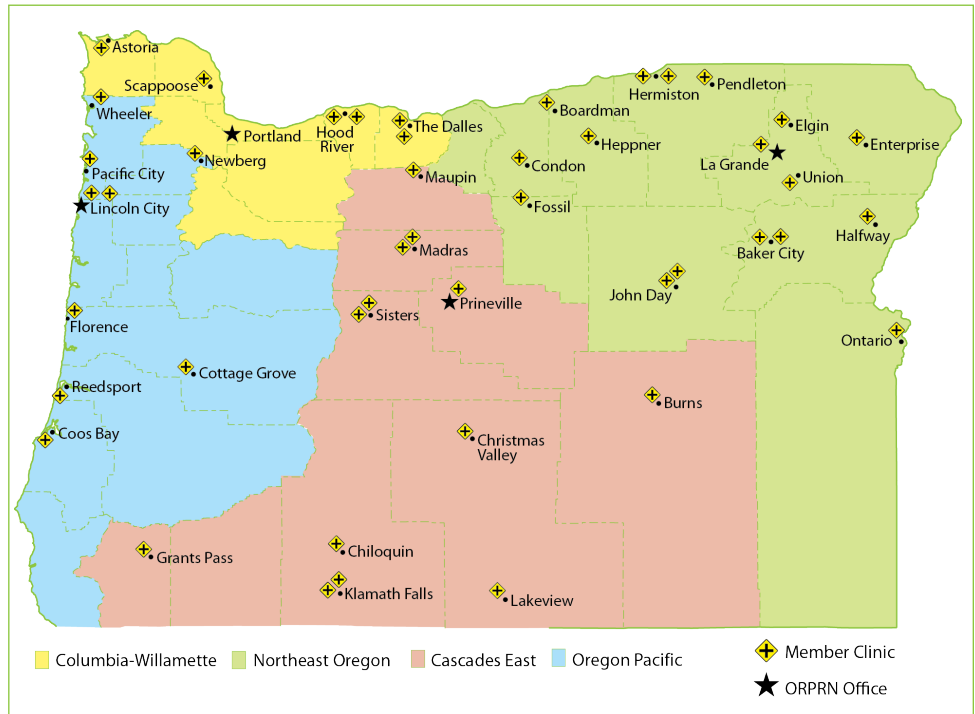 Astoria
Scappoose
Wheeler
Portland
Hood
River
The Dalles
Boardman
Hermiston
Pendleton
Elgin
Enterprise
Heppner
La Grande
Newberg
Pacific City
Maupin
Condon
Union
Lincoln City
Fossil
Halfway
Madras
Baker City
John Day
Prineville
Sisters
Florence
Ontario
Cottage Grove
Reedsport
Burns
Coos Bay
Christmas
Valley
Grants Pass
Chiloquin
Klamath Falls
Lakeview
Columbia-Willamette
Northeast Oregon
Cascades East
Oregon Pacific
Member Clinic
ORPRN Office